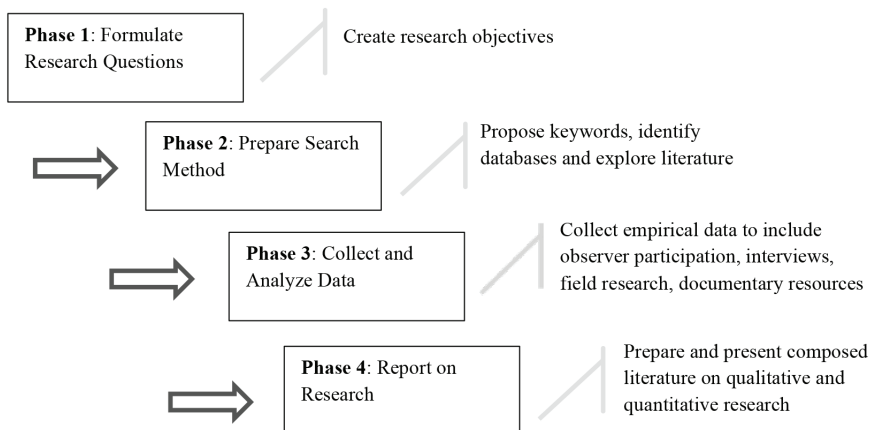 Phase 1: Formulate
Research Questions
Create research objectives
Phase 2: Prepare Search
Method
Propose keywords, identify
databases and explore literature
Phase 3: Collect and
Analyze Data
Collect empirical data to include
observer participation, interviews,
field research, documentary resources
Phase 4: Report on
Research
Prepare and present composed
literature on qualitative and
quantitative research